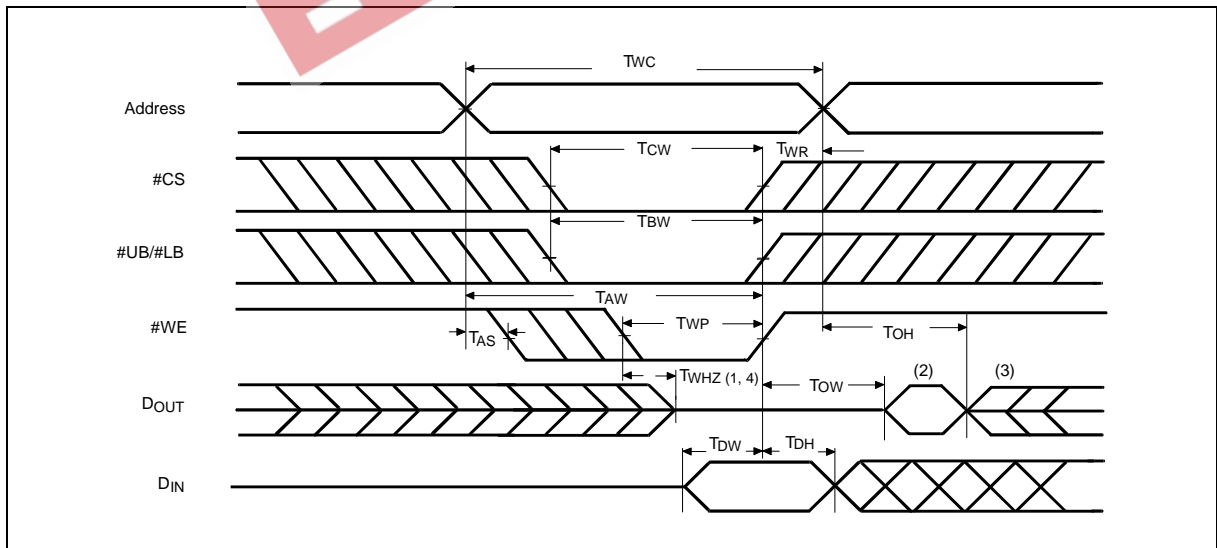 TWC
Address
TCW
TWR
#CS
TBW
#UB/#LB
TAW
#WE
TAS
TWP
TOH
TWHZ (1, 4)
TOW
(2)
(3)
DOUT
TDW
TDH
DIN